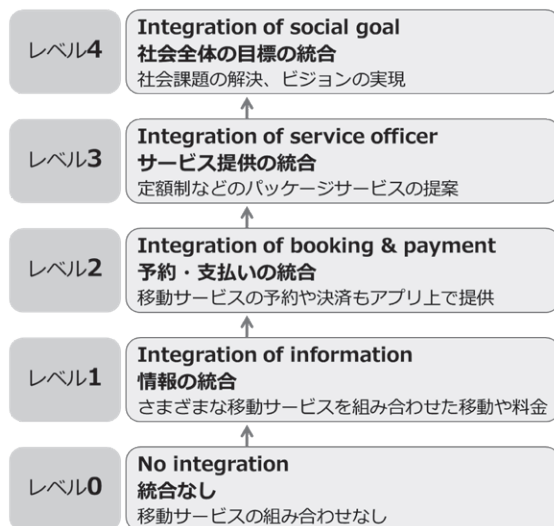 レベル4
Integration of social goal
社会全体の目標の統合
社会課題の解決、ビジョンの実現
レベル3
Integration of service officer
サービス提供の統合
定額制などのパッケージサービスの提案
レベル2
Integration of booking & payment
予約・支払いの統合
移動サービスの予約や決済もアプリ上で提供
レベル1
Integration of information
情報の統合
さまざまな移動サービスを組み合わせた移動や料金
レベル0
No integration
統合なし
移動サービスの組み合わせなし